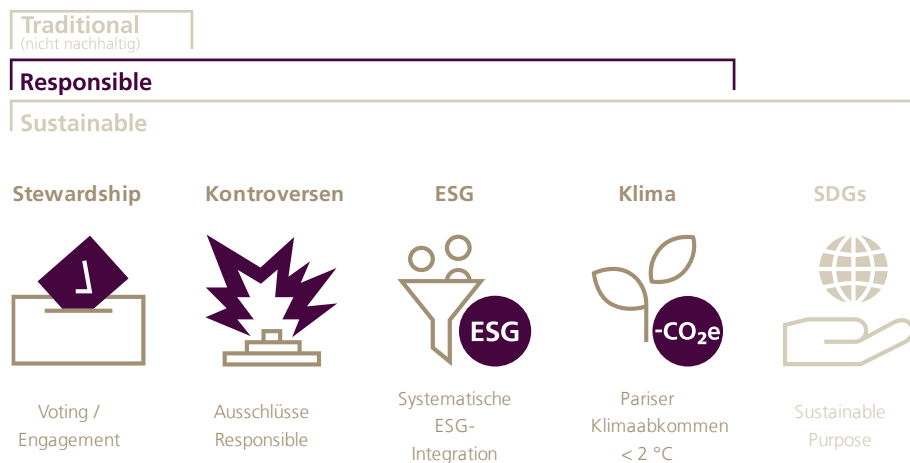 Traditional
(nicht nachhaltig)
Responsible
Sustainable
Stewardship
Kontroversen
ESG
Klima
SDGs
ESG
-CO₂e
Voting /
Engagement
Ausschlüsse
Responsible
Systematische
ESG-
Integration
Pariser
Klimaabkommen
< 2 °C
Sustainable
Purpose